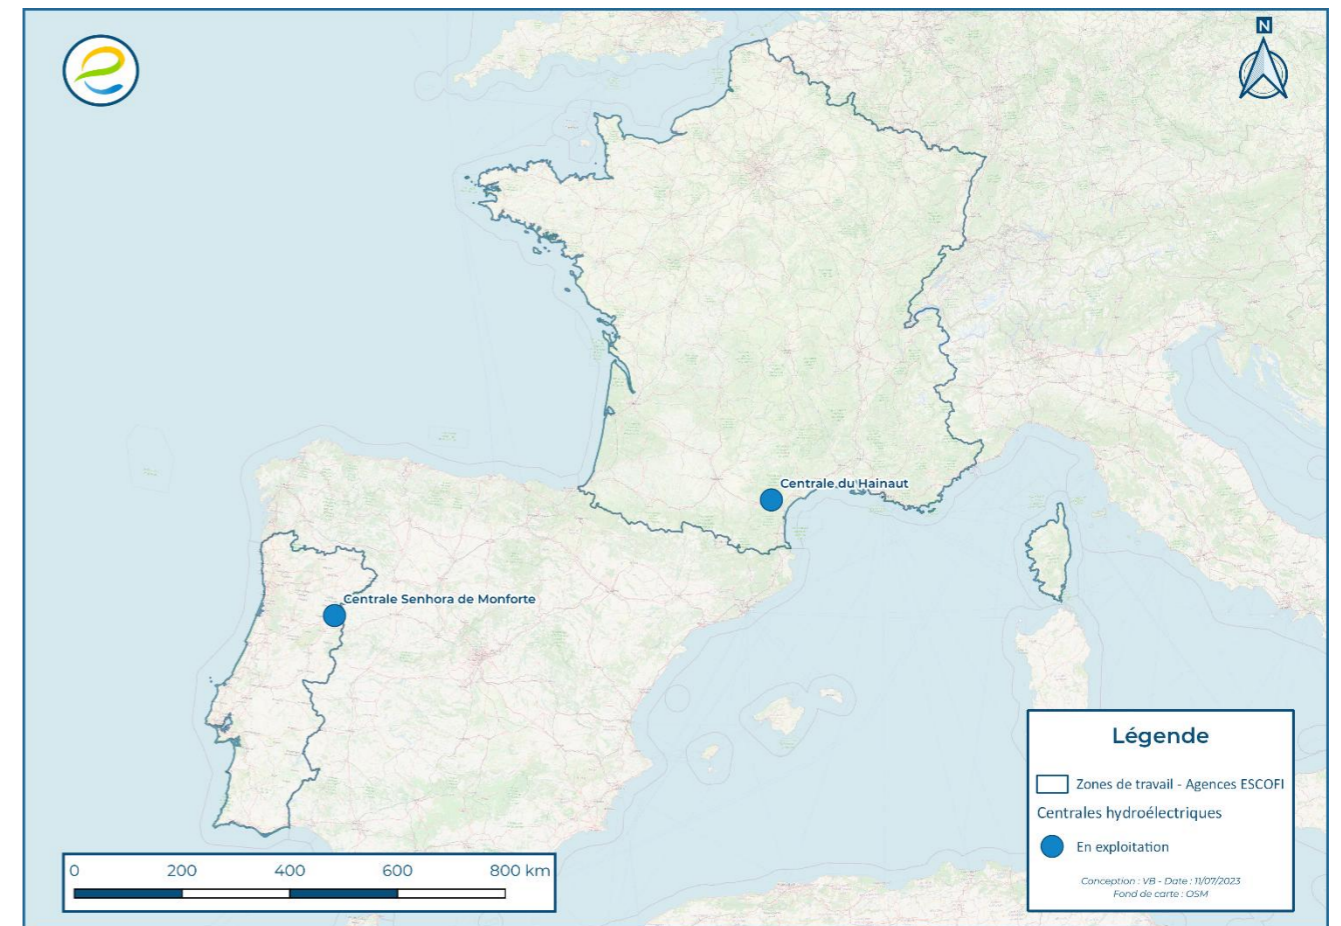 N
Centrale du Hainaut
Centrale Senhora de Monforte
Légende
Zones de travail - Agences ESCOFI
Centrales hydroélectriques
En exploitation
Conception : VB - Date : 11/07/2023
Fond de carte : OSM
0 200 400 600 800 km